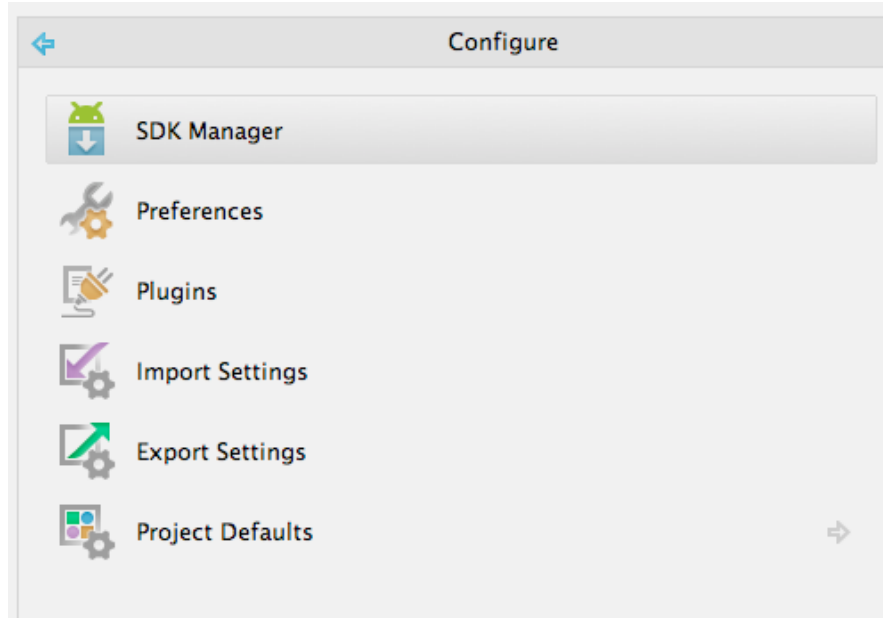 Configure
SDK Manager
Preferences
Plugins
Import Settings
Export Settings
Project Defaults